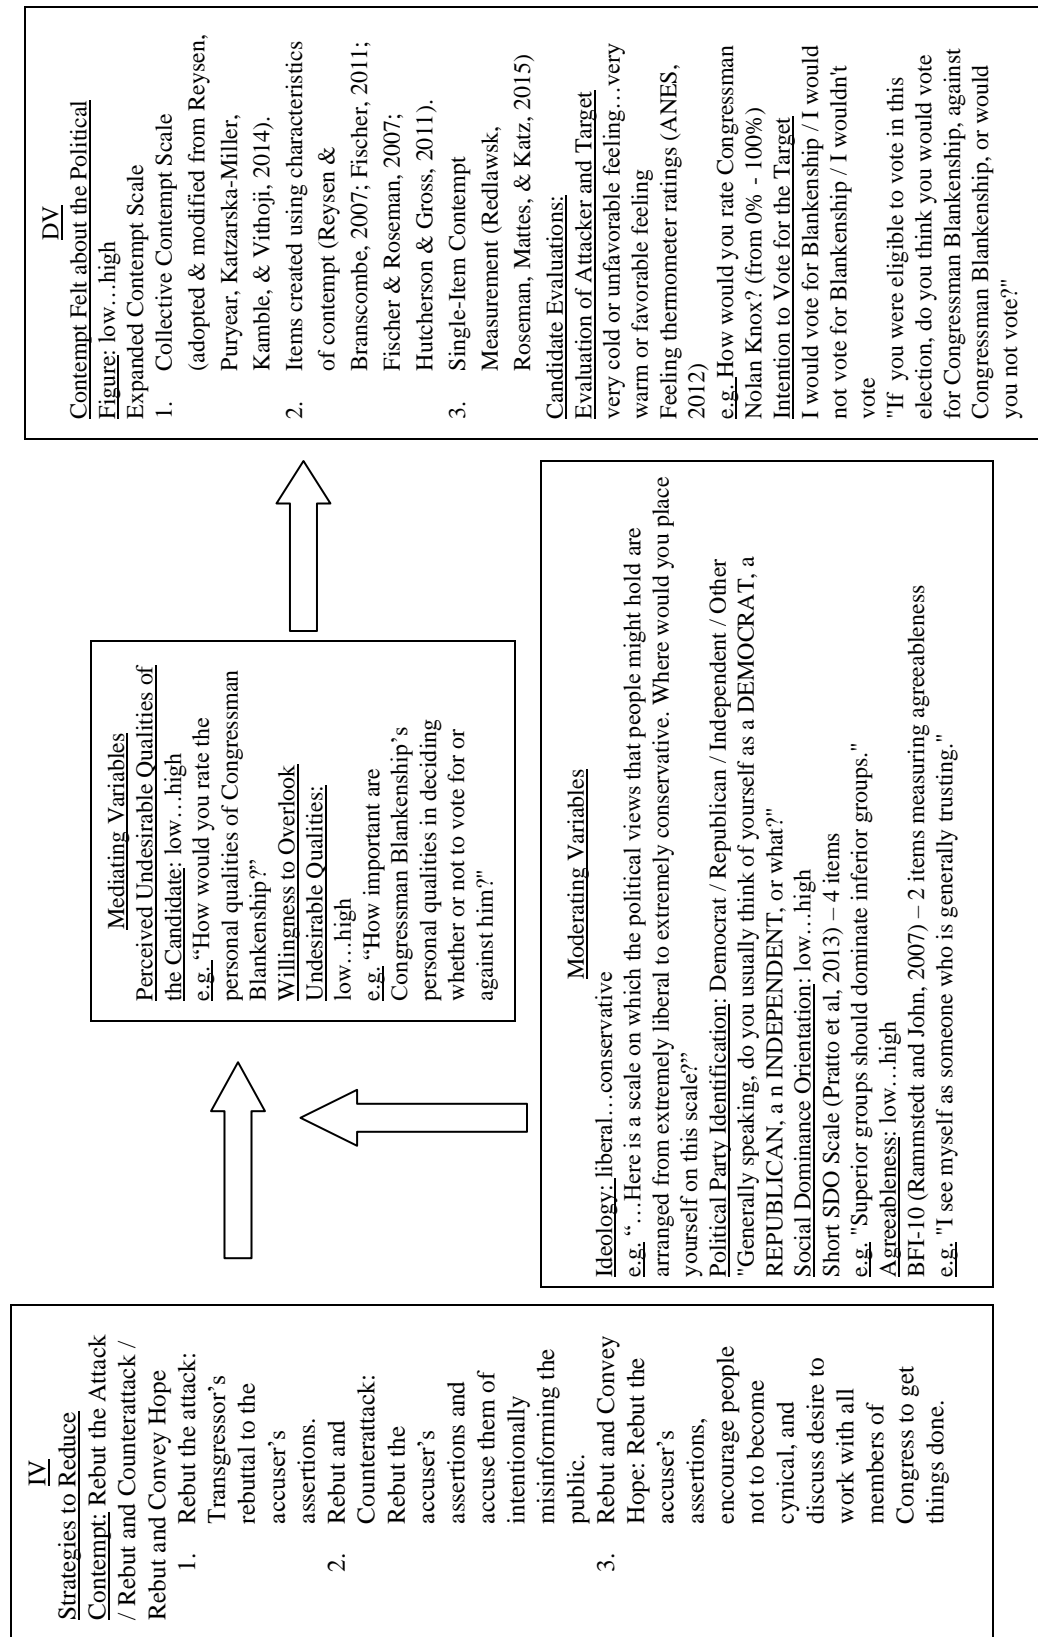 IV
Strategies to Reduce
Contempt: Rebut the Attack
/ Rebut and Counterattack /
Rebut and Convey Hope
1. Rebut the attack:
Transgressor’s
rebuttal to the
accuser’s
assertions.
2. Rebut and
Counterattack:
Rebut the
accuser’s
assertions and
accuse them of
intentionally
misinforming the
public.
3. Rebut and Convey
Hope: Rebut the
accuser’s
assertions,
encourage people
not to become
cynical, and
discuss desire to
work with all
members of
Congress to get
things done.
Mediating Variables
Perceived Undesirable Qualities of
the Candidate: low…high
e.g. “How would you rate the
personal qualities of Congressman
Blankenship?”
Willingness to Overlook
Undesirable Qualities:
low…high
e.g. “How important are
Congressman Blankenship’s
personal qualities in deciding
whether or not to vote for or
against him?"
Moderating Variables
Ideology: liberal…conservative
e.g. “…Here is a scale on which the political views that people might hold are
arranged from extremely liberal to extremely conservative. Where would you place
yourself on this scale?”
Political Party Identification: Democrat / Republican / Independent / Other
"Generally speaking, do you usually think of yourself as a DEMOCRAT, a
REPUBLICAN, a n INDEPENDENT, or what?"
Social Dominance Orientation: low…high
Short SDO Scale (Pratto et al, 2013) – 4 items
e.g. "Superior groups should dominate inferior groups."
Agreeableness: low…high
BFI-10 (Rammstedt and John, 2007) – 2 items measuring agreeableness
e.g. "I see myself as someone who is generally trusting."
DV
Contempt Felt about the Political
Figure: low…high
Expanded Contempt Scale
1. Collective Contempt Scale
(adopted & modified from Reysen,
Puryear, Katzarska-Miller,
Kamble, & Vithoji, 2014).
2. Items created using characteristics
of contempt (Reysen &
Branscombe, 2007; Fischer, 2011;
Fischer & Roseman, 2007;
Hutcherson & Gross, 2011).
3. Single-Item Contempt
Measurement (Redlawsk,
Roseman, Mattes, & Katz, 2015)
Candidate Evaluations:
Evaluation of Attacker and Target
very cold or unfavorable feeling…very
warm or favorable feeling
Feeling thermometer ratings (ANES,
2012)
e.g. How would you rate Congressman
Nolan Knox? (from 0% - 100%)
Intention to Vote for the Target
I would vote for Blankenship / I would
not vote for Blankenship / I wouldn't
vote
"If you were eligible to vote in this
election, do you think you would vote
for Congressman Blankenship, against
Congressman Blankenship, or would
you not vote?"